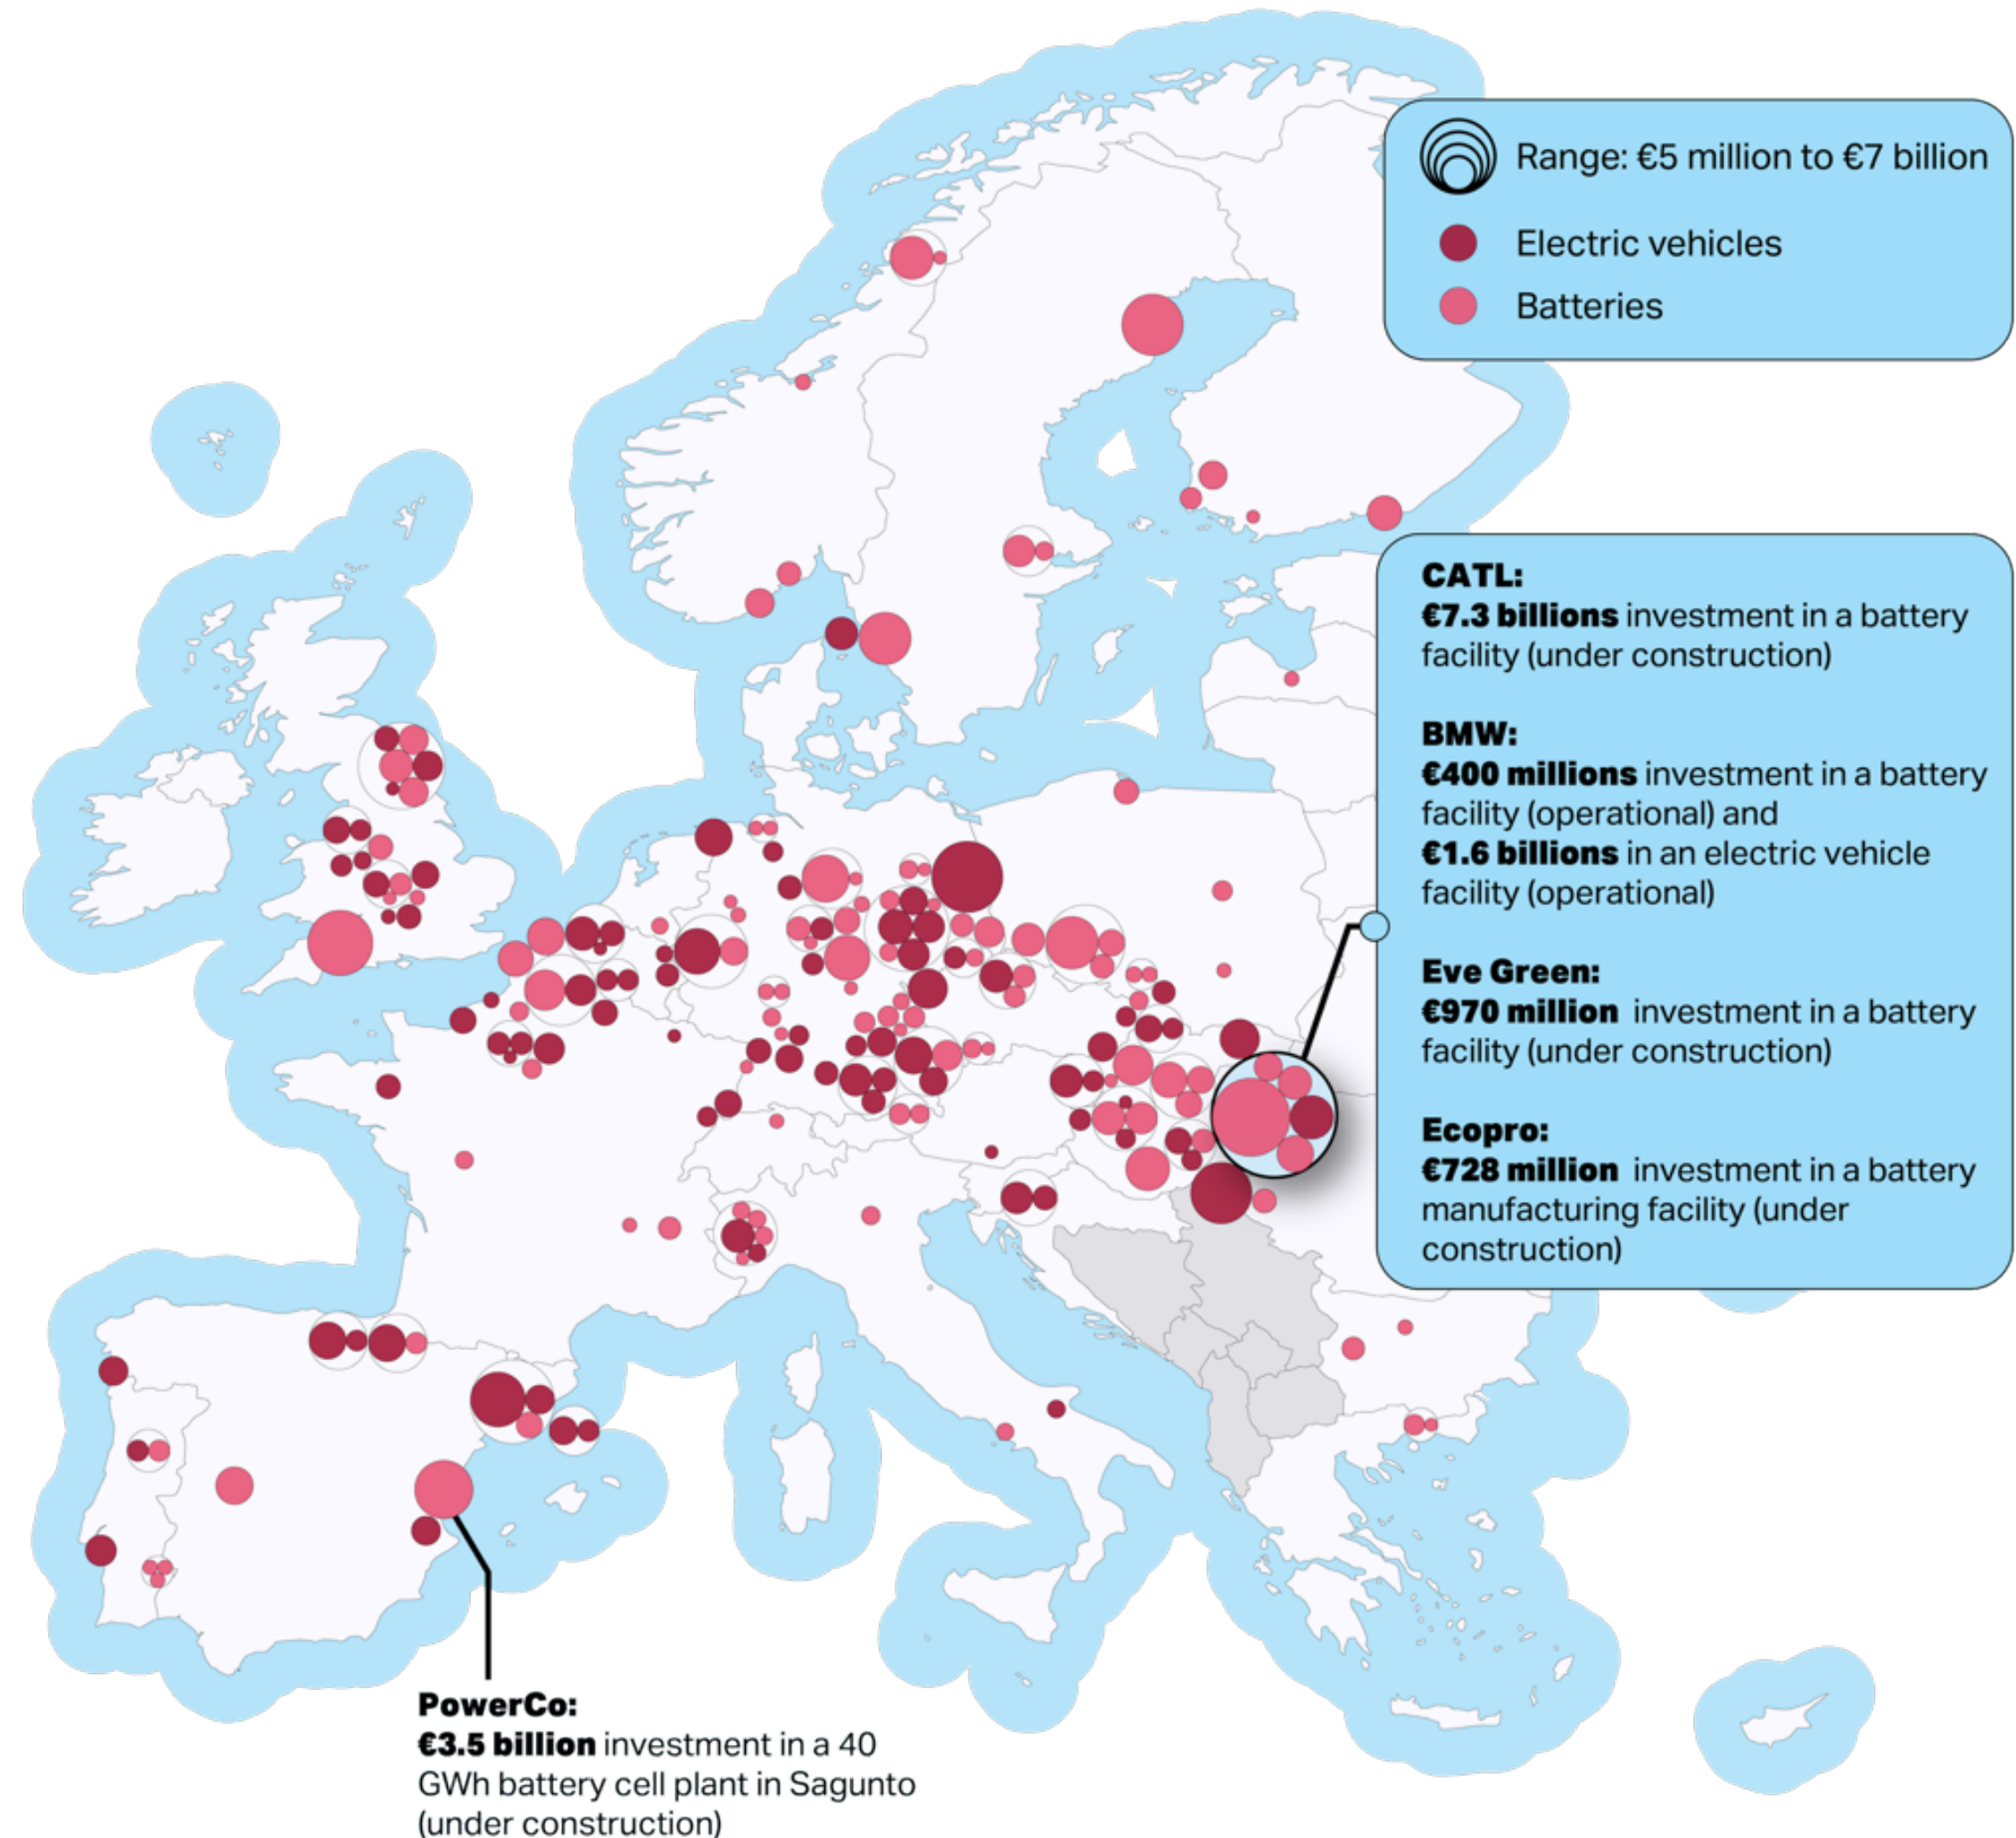 Range: €5 million to €7 billion
Electric vehicles
Batteries
CATL:
€7.3 billions investment in a battery
facility (under construction)
BMW:
€400 millions investment in a battery
facility (operational) and
€1.6 billions in an electric vehicle
facility (operational)
Eve Green:
€970 million investment in a battery
facility (under construction)
Ecopro:
€728 million investment in a battery
manufacturing facility (under
construction)
PowerCo:
€3.5 billion investment in a 40
GWh battery cell plant in Sagunto
(under construction)